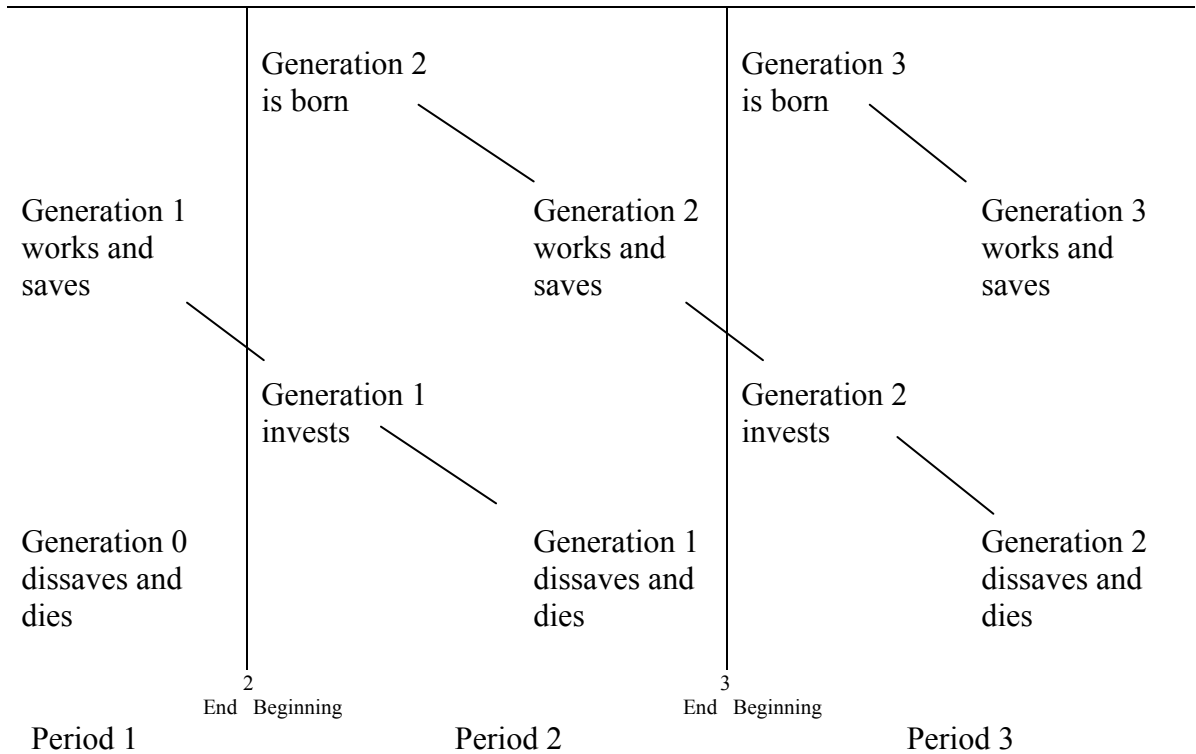 Generation 2
is born
Generation 3
is born
Generation 1
works and
saves
Generation 2
works and
saves
Generation 3
works and
saves
Generation 1
invests
Generation 2
invests
Generation 0
dissaves and
dies
Generation 1
dissaves and
dies
Generation 2
dissaves and
dies
2
End Beginning
3
End Beginning
Period 1
Period 2
Period 3